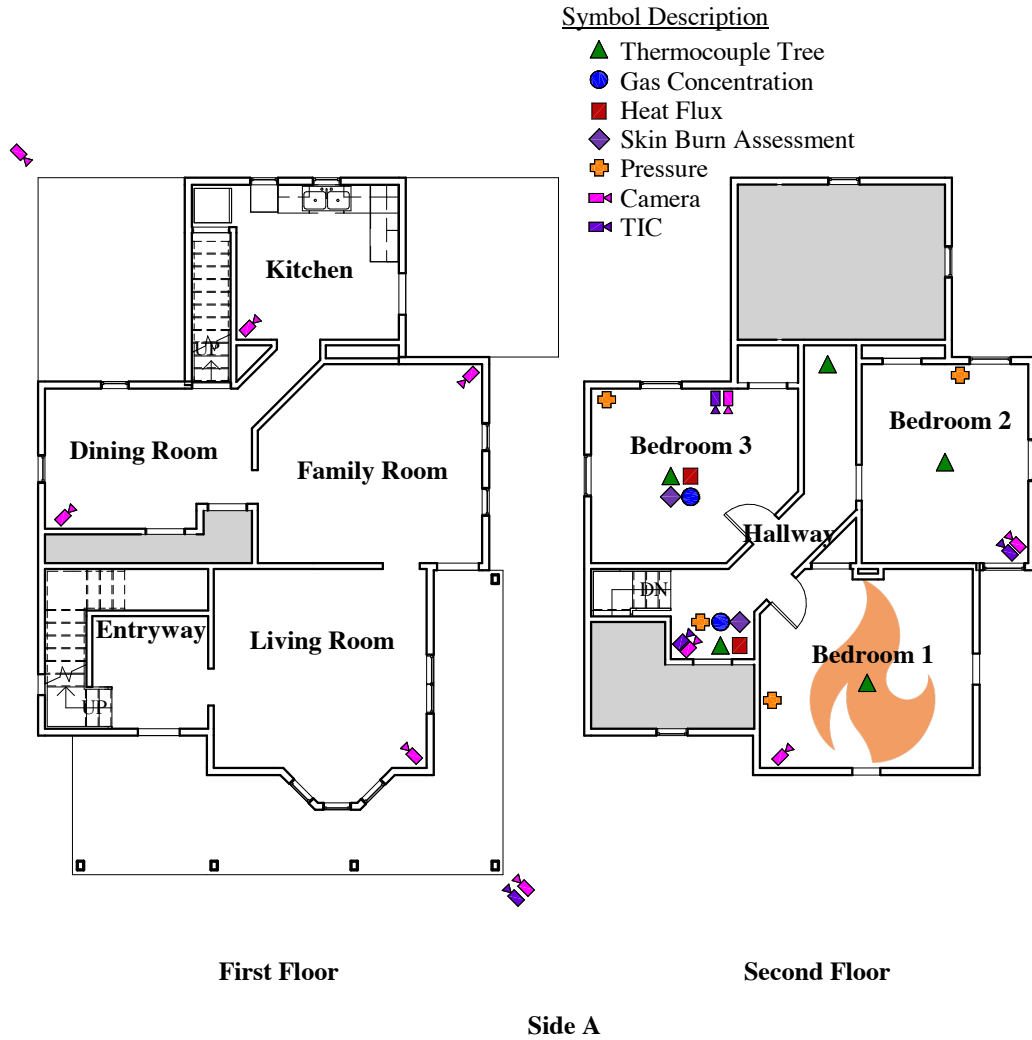 Symbol Description
Thermocouple Tree
Gas Concentration
Heat Flux
Skin Burn Assessment
Pressure
Camera
TIC
Kitchen
UP
Dining Room
Family Room
Entryway
Living Room
UP
Bedroom 2
Bedroom 3
Hallway
DN
Bedroom 1
First Floor
Second Floor
Side A